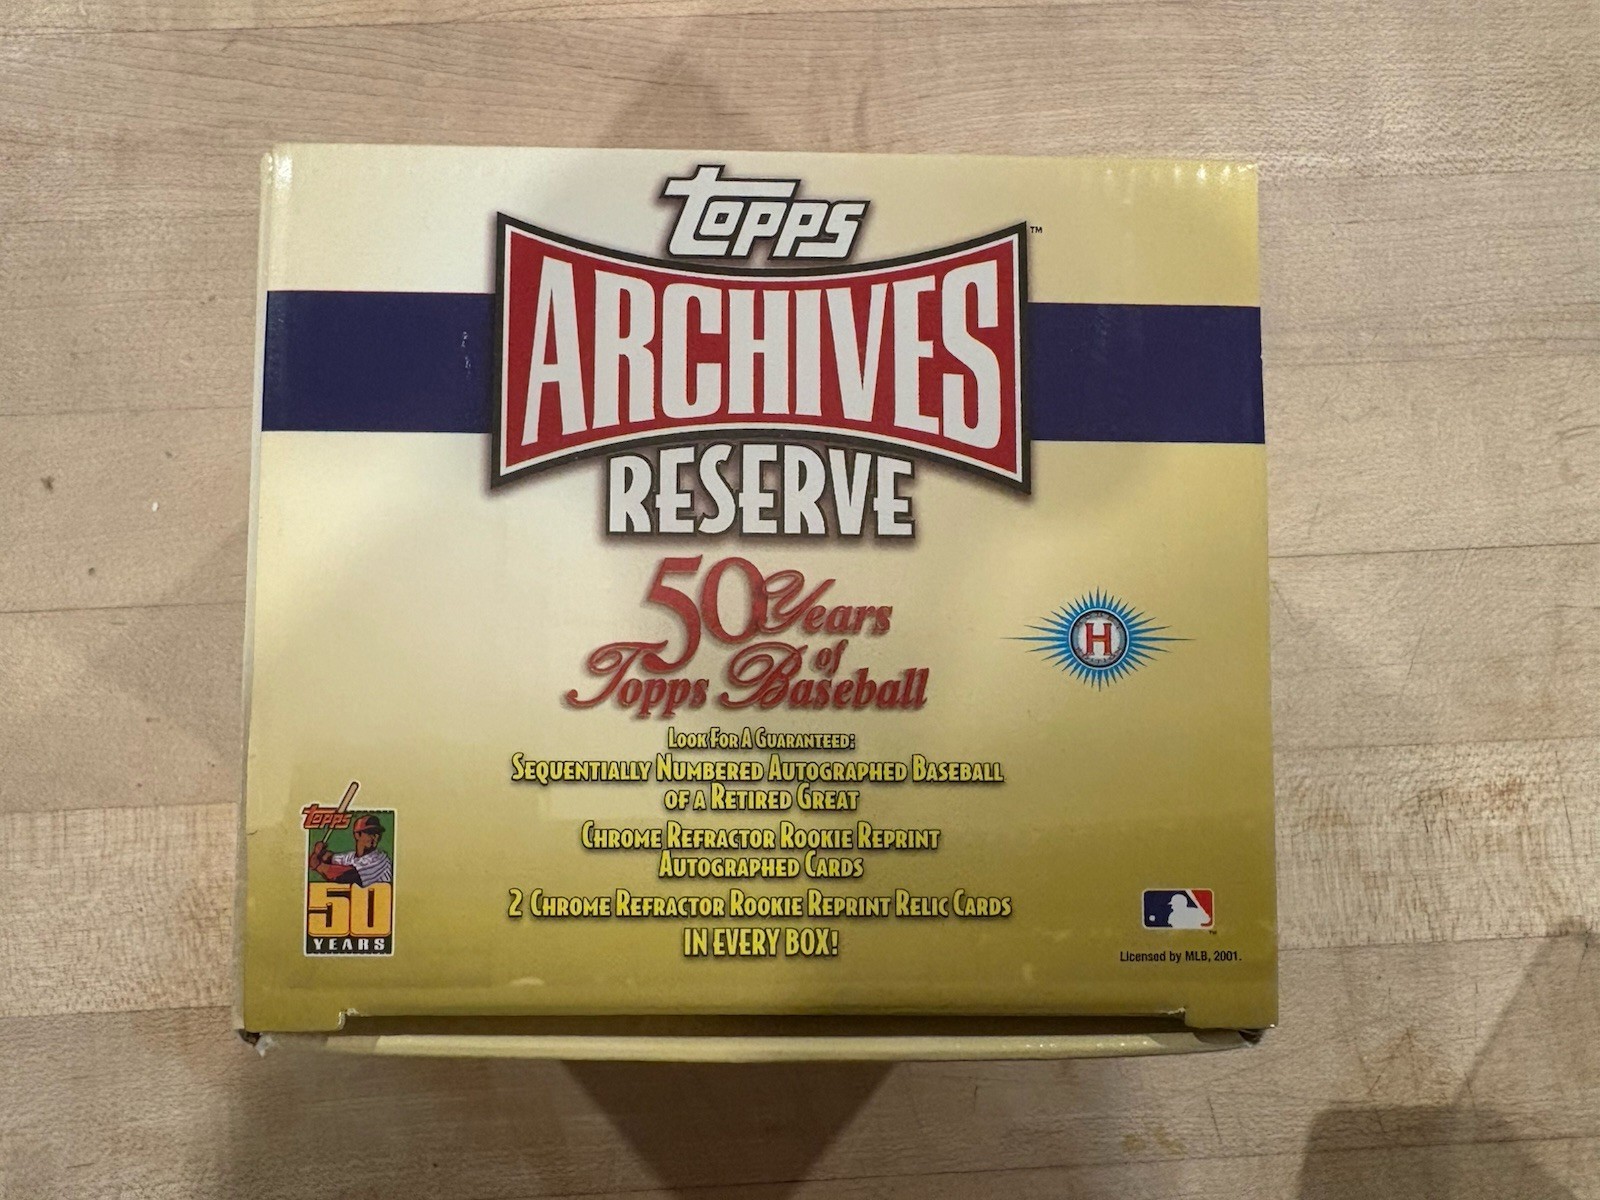 Topps
™
ARCHIVES
RESERVE
50 Years
of
Topps Baseball
H
LOOK FOR A GUARANTEED:
SEQUENTIALLY NUMBERED AUTOGRAPHED BASEBALL
OF A RETIRED GREAT
CHROME REFRACTOR ROOKIE REPRINT
AUTOGRAPHED CARDS
2 CHROME REFRACTOR ROOKIE REPRINT RELIC CARDS
IN EVERY BOX!
Topps
50
YEARS
™
Licensed by MLB, 2001.